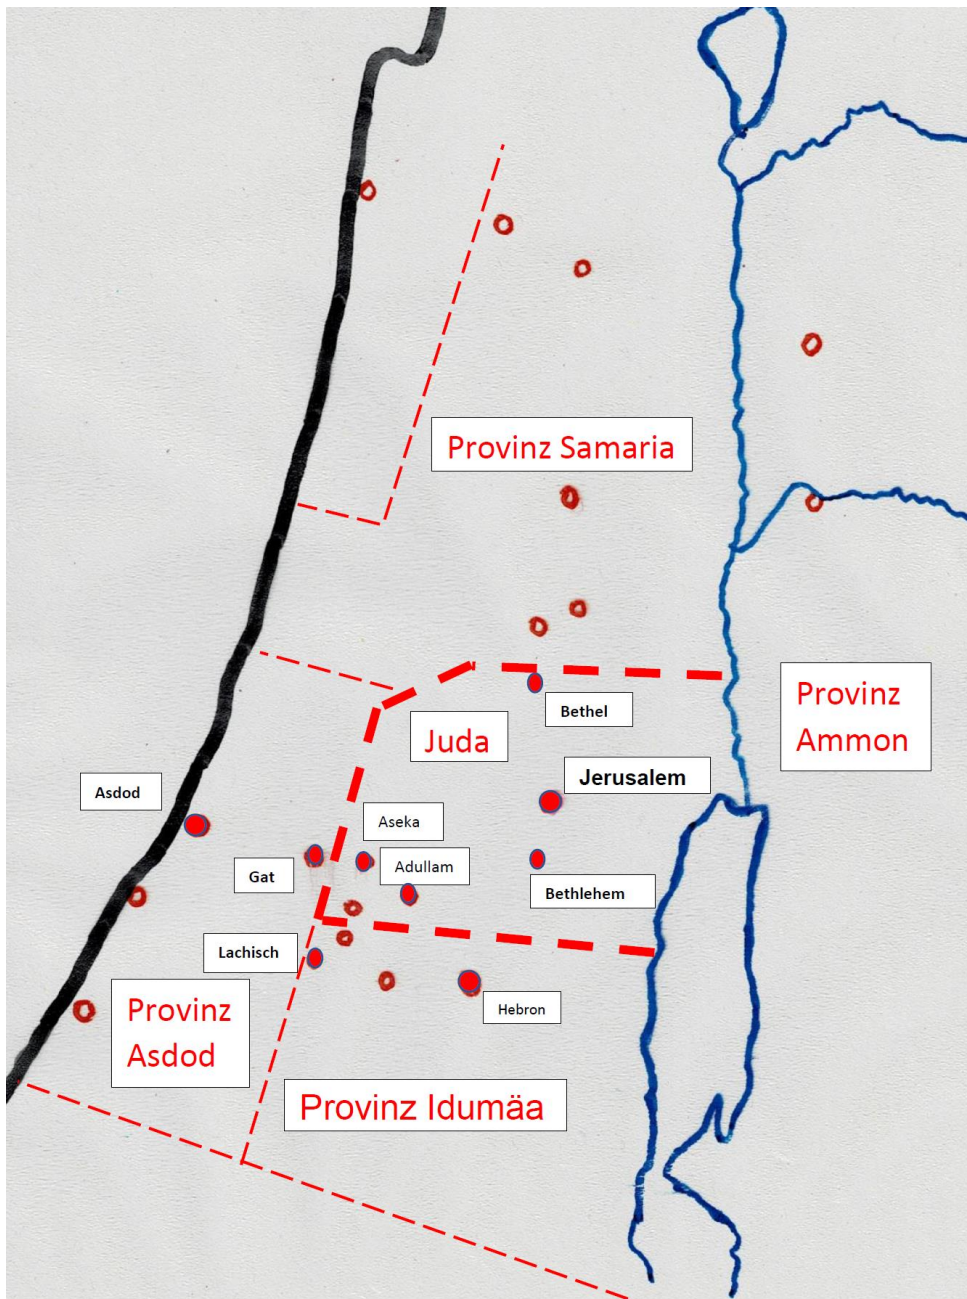 Provinz Samaria
Bethel
Juda
Provinz
Ammon
Jerusalem
Asdod
Aseka
Adullam
Gat
Bethlehem
Lachisch
Hebron
Provinz
Asdod
Provinz Idumäa